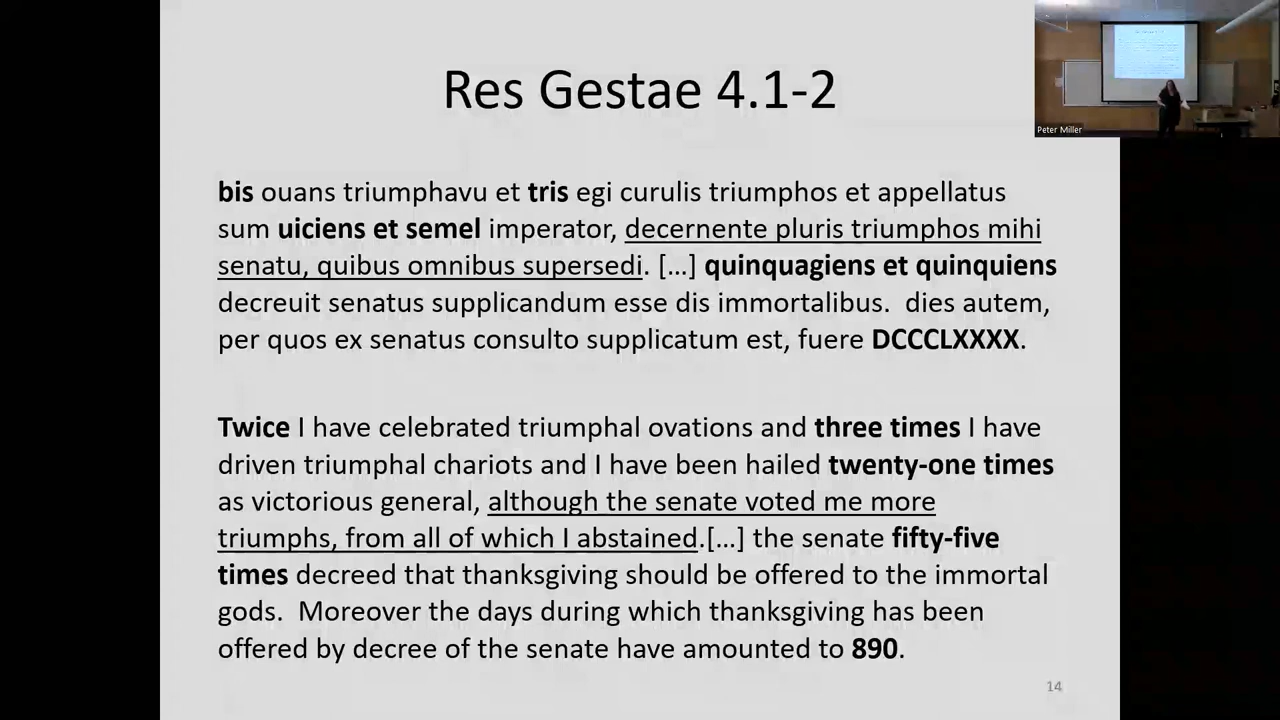 Res Gestae 4.1-2
Peter Miller
bis ouans triumphavu et tris egi curulis triumphos et appellatus
sum uiciens et semel imperator, decernente pluris triumphos mihi
senatu, quibus omnibus supersedi. […] quinquagiens et quinquiens
decreuit senatus supplicandum esse dis immortalibus. dies autem,
per quos ex senatus consulto supplicatum est, fuere DCCCLXXXX.
Twice I have celebrated triumphal ovations and three times I have
driven triumphal chariots and I have been hailed twenty-one times
as victorious general, although the senate voted me more
triumphs, from all of which I abstained.[…] the senate fifty-five
times decreed that thanksgiving should be offered to the immortal
gods. Moreover the days during which thanksgiving has been
offered by decree of the senate have amounted to 890.
14